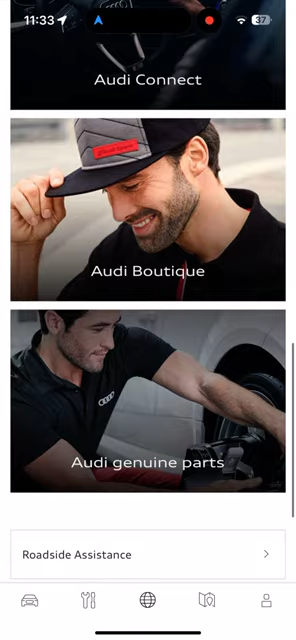 11:33
37
Audi Connect
Audi Boutique
Audi genuine parts
Roadside Assistance